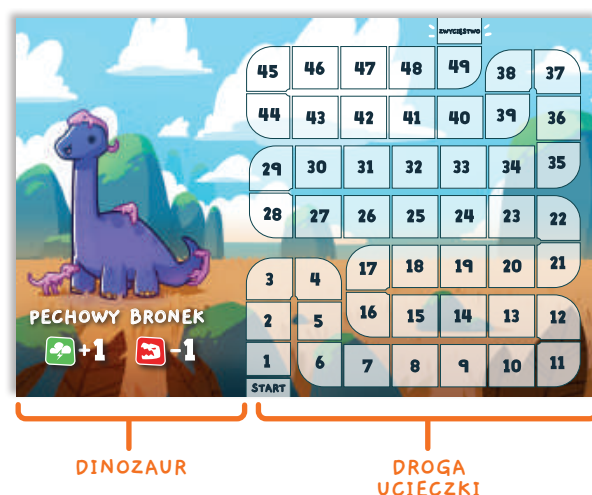 ZWYCIĘSTWO
45 46 47 48 49 38 37
44 43 42 41 40 39 36
29 30 31 32 33 34 35
28 27 26 25 24 23 22
3 4 17 18 19 20 21
2 5 16 15 14 13 12
1 6 7 8 9 10 11
START
PECHOWY BRONEK
+1 -1
DINOZAUR
DROGA
UCIECZKI